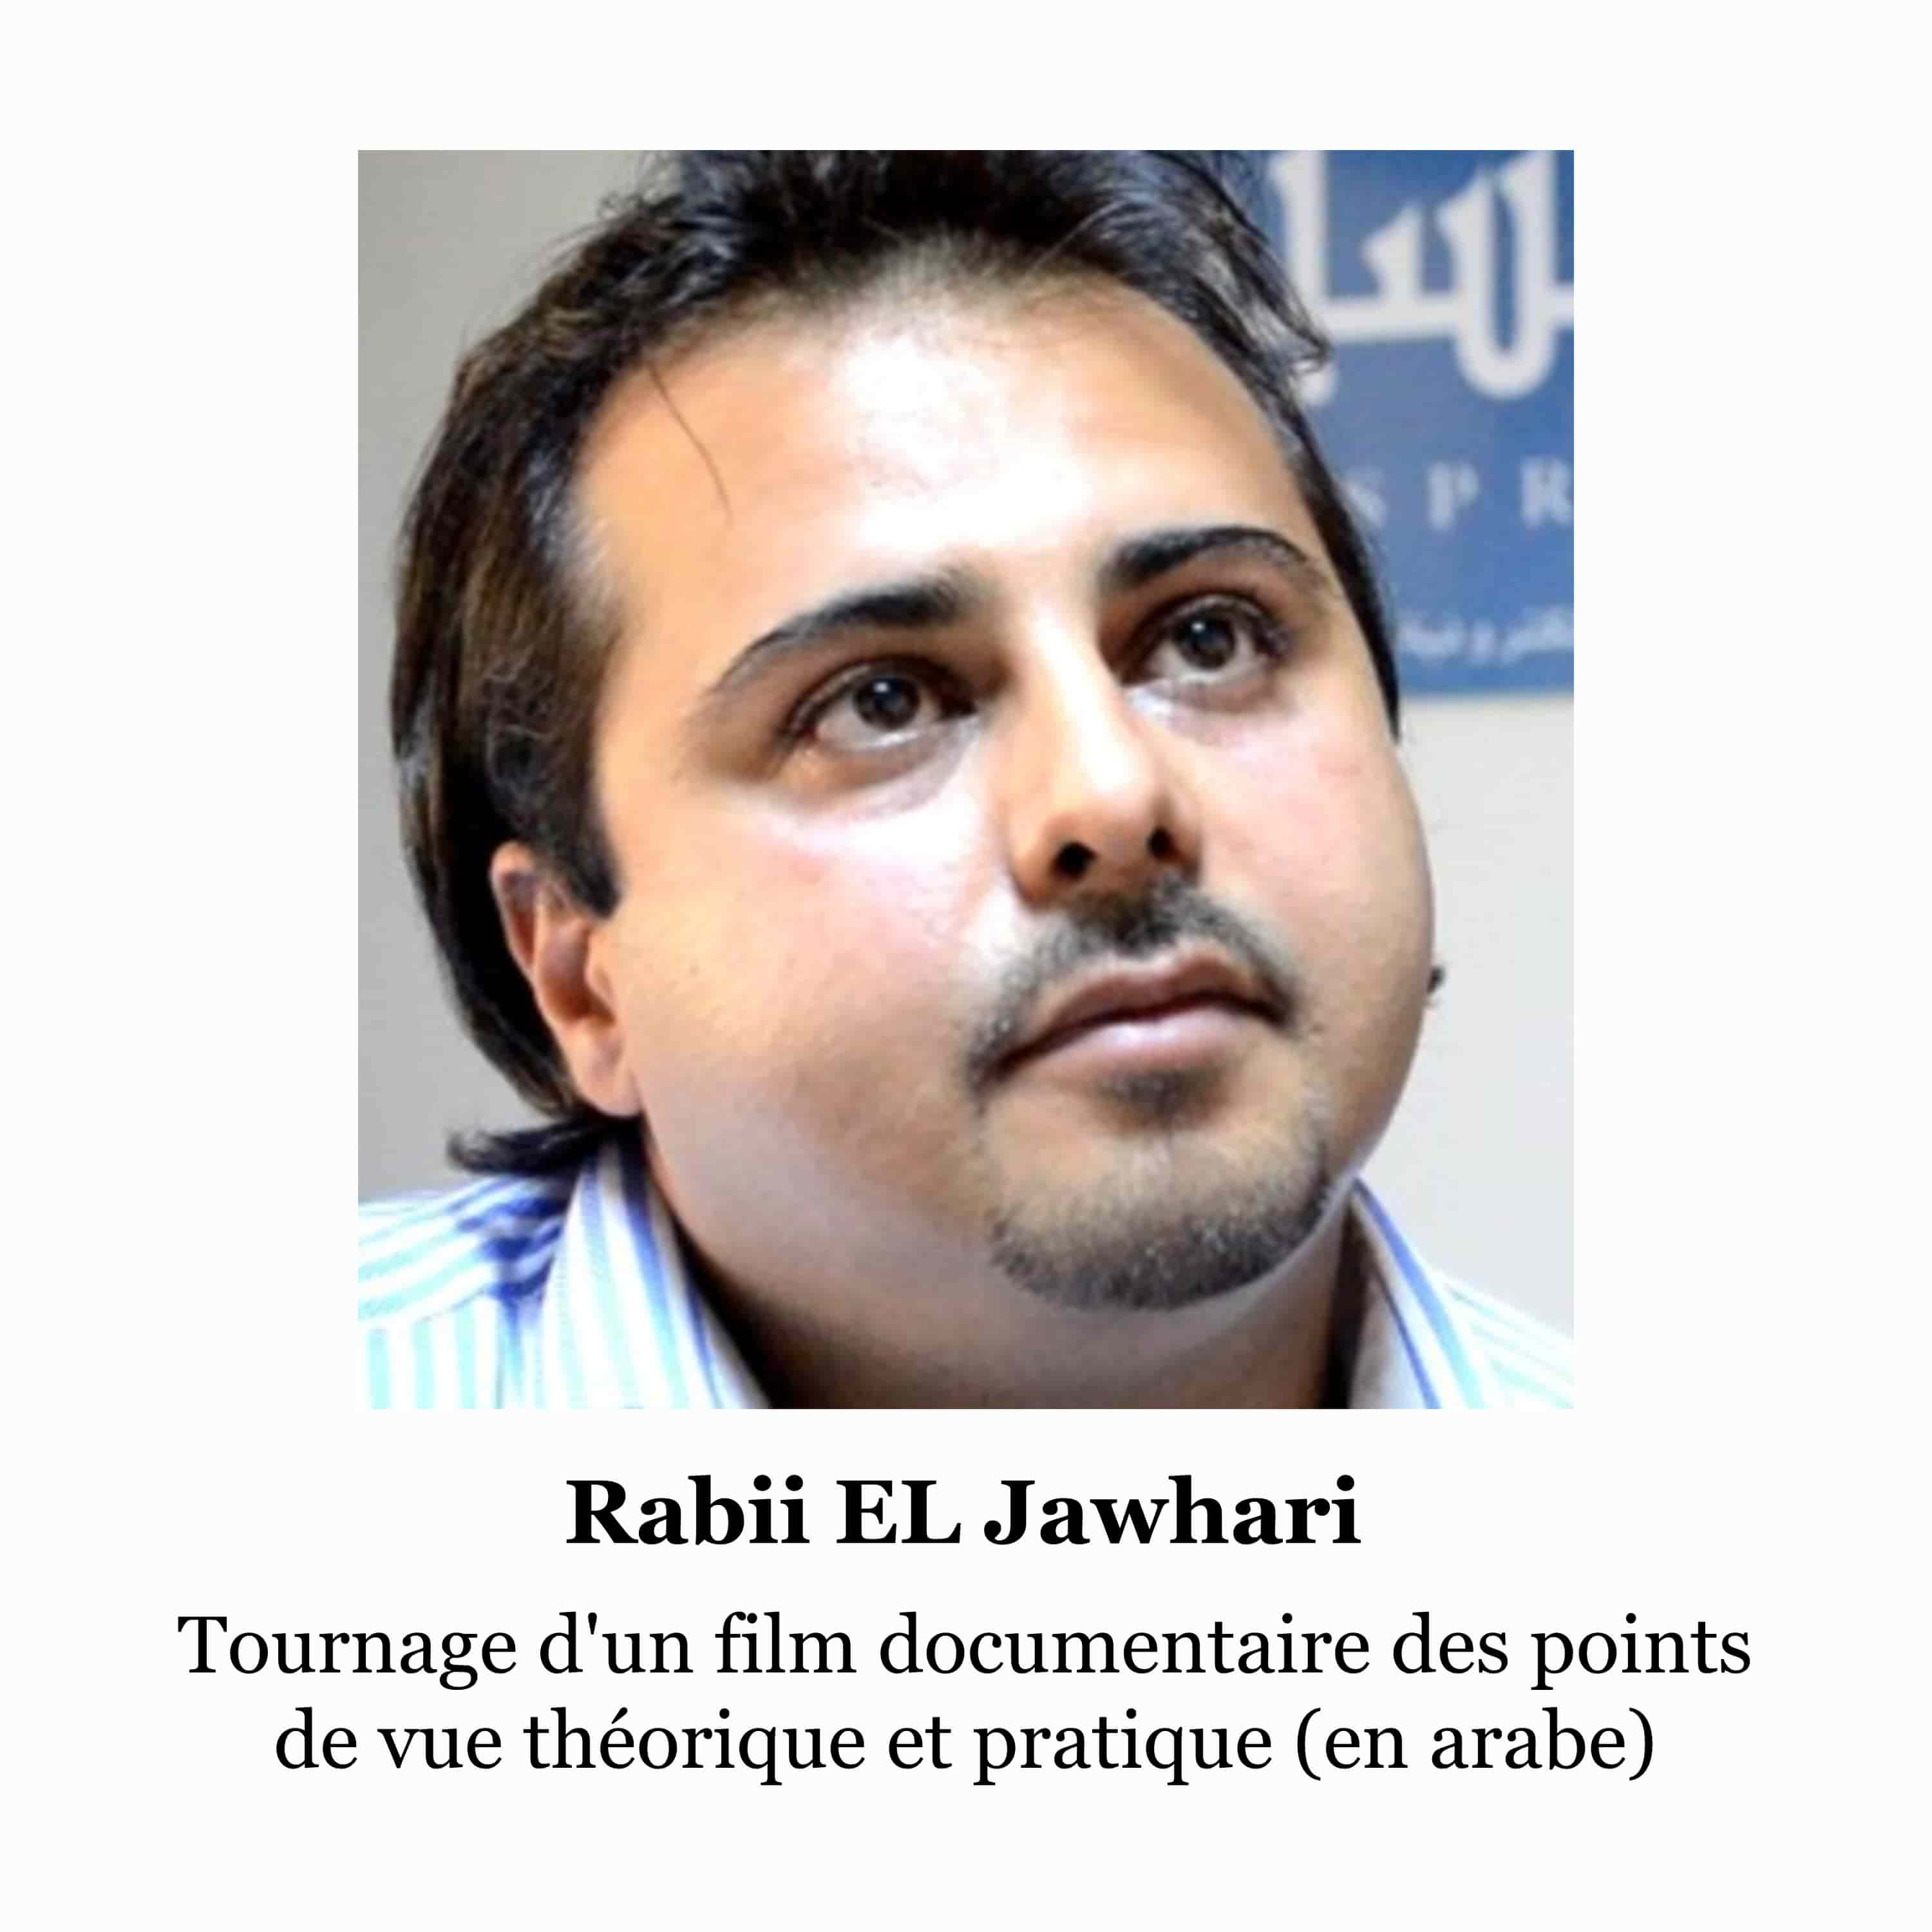 S P R
Rabii EL Jawhari
Tournage d'un film documentaire des points
de vue théorique et pratique (en arabe)